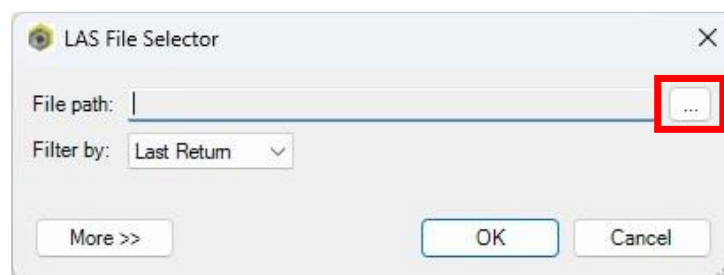 LAS File Selector
File path:
...
Filter by: Last Return
More >>
OK
Cancel